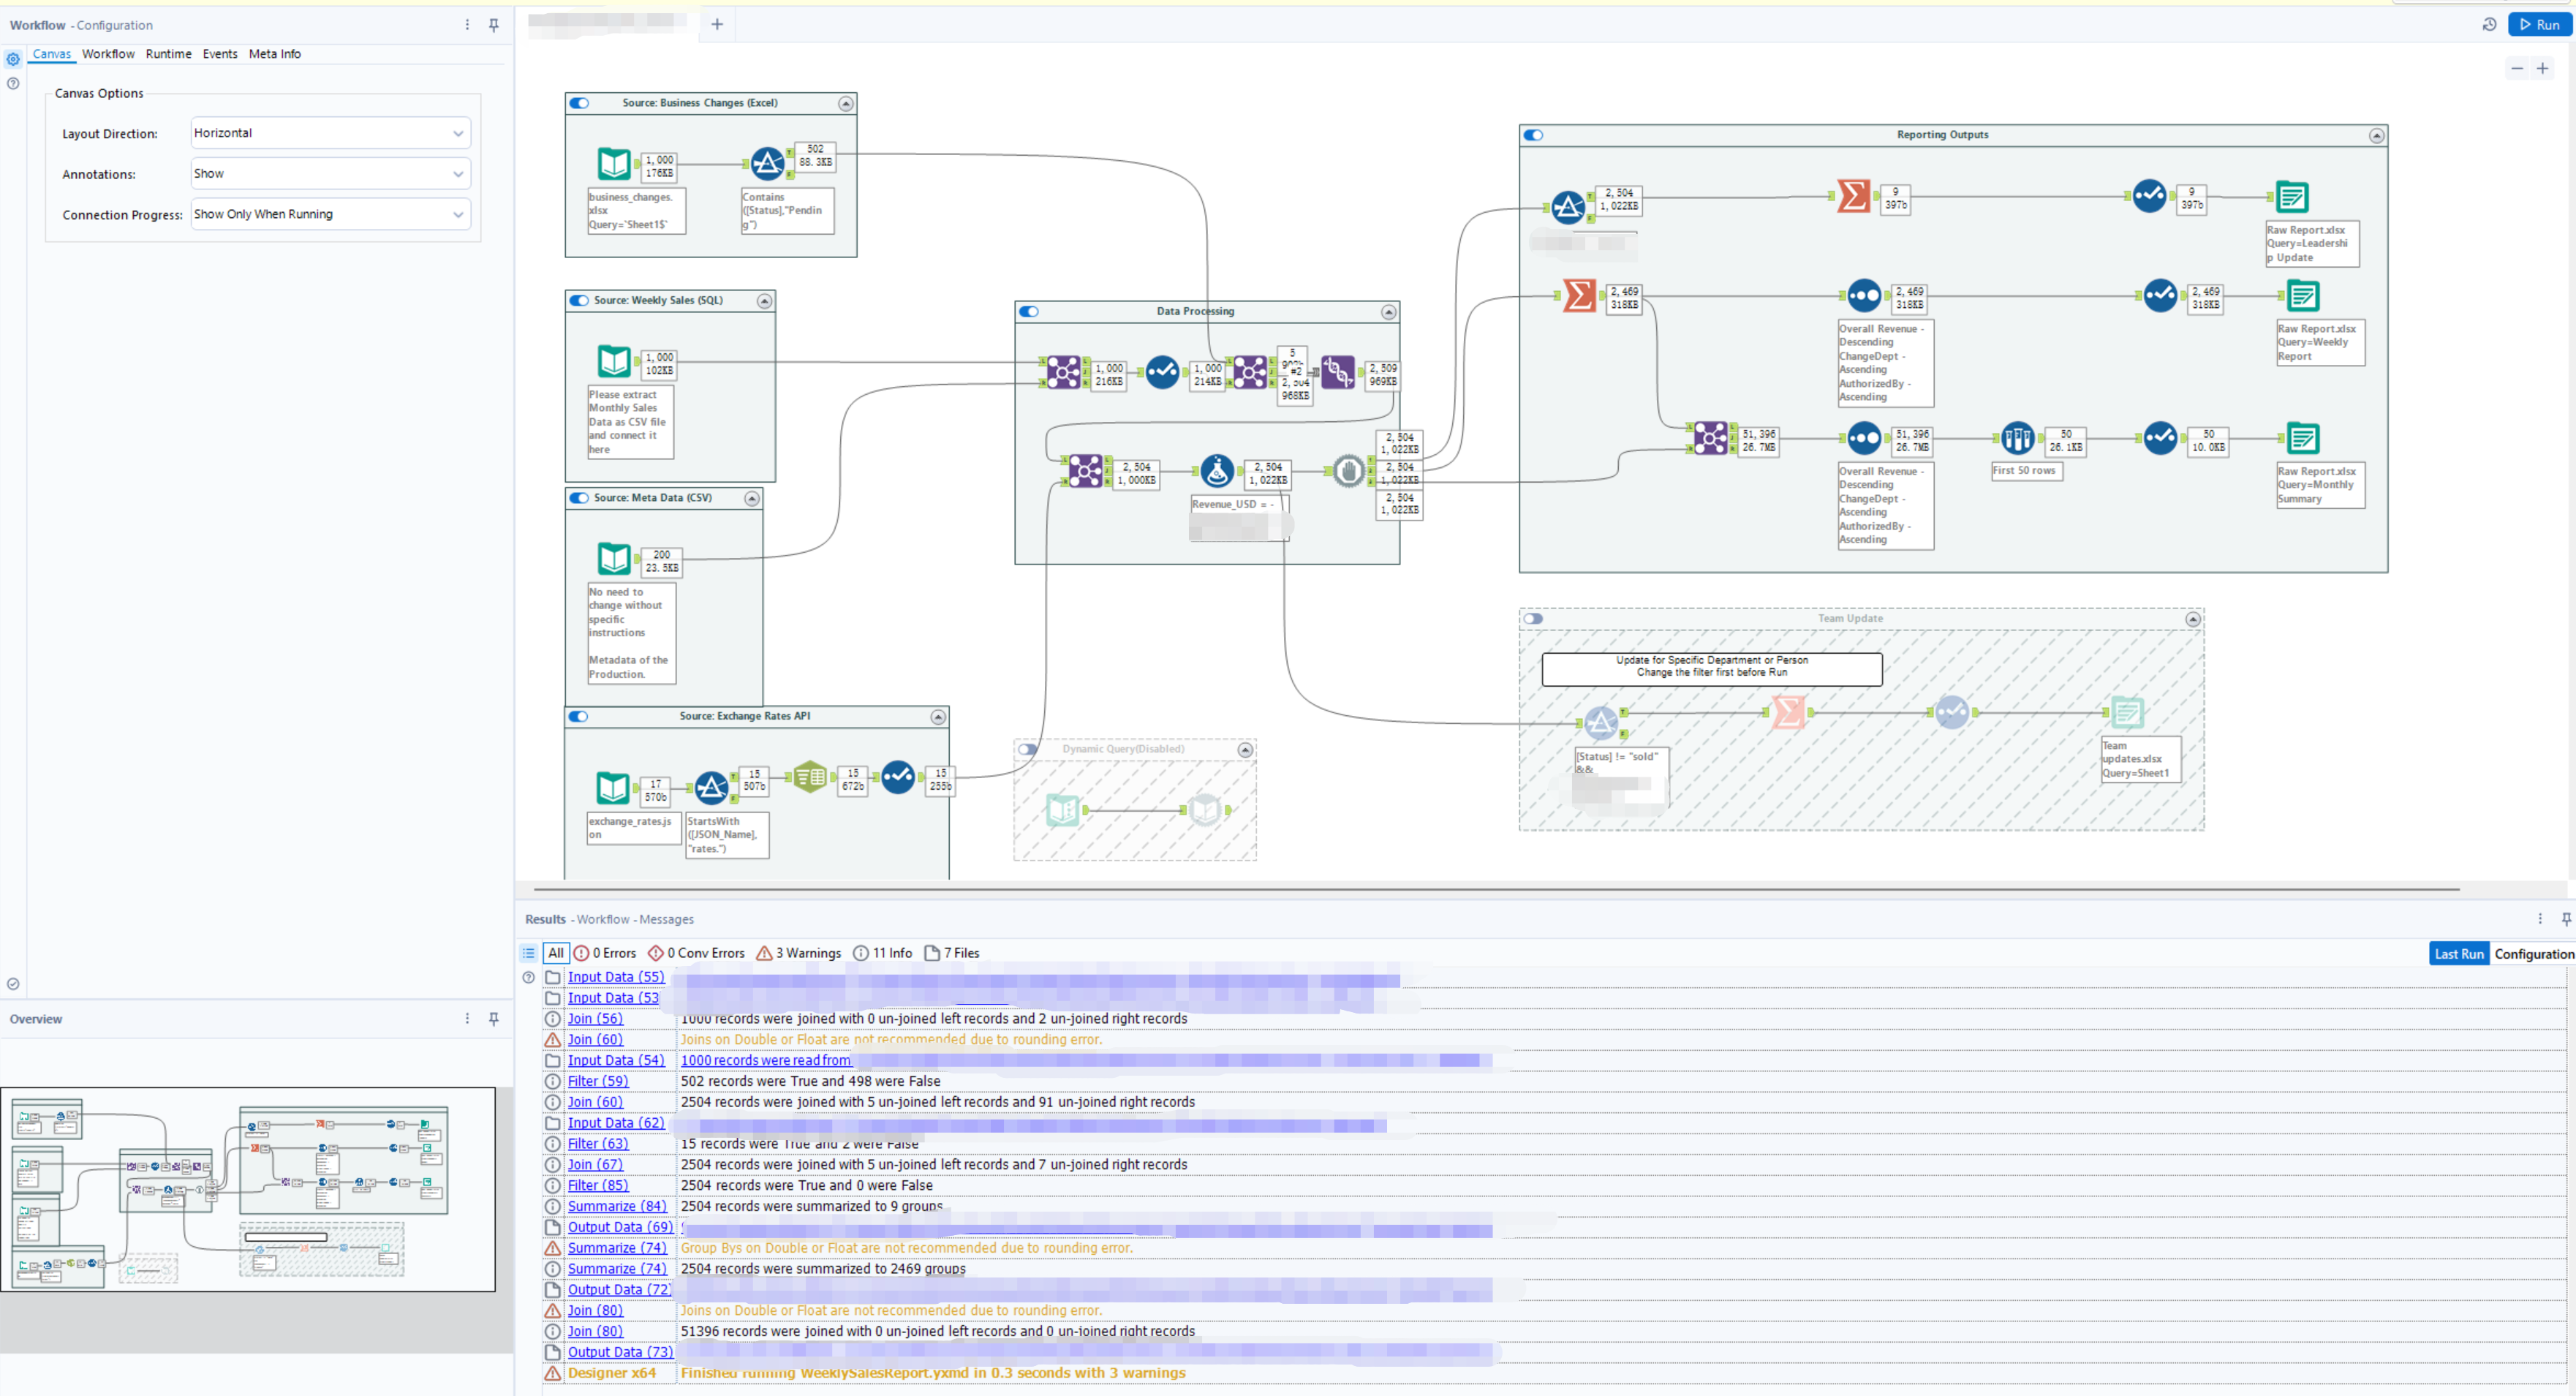 Workflow - Configuration
Canvas Workflow Runtime Events Meta Info
Canvas Options
Layout Direction: Horizontal
Annotations: Show
Connection Progress: Show Only When Running
Overview
Run
Source: Business Changes (Excel)
1,000
176KB
502
88.3KB
business_changes.
xlsx
Query=`Sheet1$`
Contains
([Status],"Pendin
g")
Source: Weekly Sales (SQL)
1,000
102KB
Please extract
Monthly Sales
Data as CSV file
and connect it
here
Source: Meta Data (CSV)
200
23.5KB
No need to
change without
specific
instructions
Metadata of the
Production.
Source: Exchange Rates API
17
570b
15
507b
15
672b
15
255b
exchange_rates.js
on
StartsWith
([JSON_Name],
"rates.")
Data Processing
1,000
216KB
1,000
214KB
5
#2
968KB
2,509
969KB
2,504
1,000KB
2,504
1,022KB
Revenue_USD = -
2,504
1,022KB
2,504
1,022KB
2,504
1,022KB
Dynamic Query(Disabled)
Reporting Outputs
2,504
1,022KB
9
397b
9
397b
Raw Report.xlsx
Query=Leadershi
p Update
2,469
318KB
2,469
318KB
2,469
318KB
Overall Revenue -
Descending
ChangeDept -
Ascending
AuthorizedBy -
Ascending
Raw Report.xlsx
Query=Weekly
Report
51,396
26.7MB
51,396
26.7MB
50
26.1KB
50
10.0KB
Overall Revenue -
Descending
ChangeDept -
Ascending
AuthorizedBy -
Ascending
First 50 rows
Raw Report.xlsx
Query=Monthly
Summary
Team Update
Update for Specific Department or Person
Change the filter first before Run
[Status] != "sold"
&&
Team
updates.xlsx
Query=Sheet1
Results - Workflow - Messages
All 0 Errors 0 Conv Errors 3 Warnings 11 Info 7 Files
Last Run Configuration
Input Data (55)
Input Data (53
Join (56) 1000 records were joined with 0 un-joined left records and 2 un-joined right records
Join (60) Joins on Double or Float are not recommended due to rounding error.
Input Data (54) 1000 records were read from
Filter (59) 502 records were True and 498 were False
Join (60) 2504 records were joined with 5 un-joined left records and 91 un-joined right records
Input Data (62)
Filter (63) 15 records were True and 2 were False
Join (67) 2504 records were joined with 5 un-joined left records and 7 un-joined right records
Filter (85) 2504 records were True and 0 were False
Summarize (84) 2504 records were summarized to 9 groups
Output Data (69)
Summarize (74) Group Bys on Double or Float are not recommended due to rounding error.
Summarize (74) 2504 records were summarized to 2469 groups
Output Data (72)
Join (80) Joins on Double or Float are not recommended due to rounding error.
Join (80) 51396 records were joined with 0 un-joined left records and 0 un-joined right records
Output Data (73)
Designer x64 Finished running WeeklySalesReport.yxmd in 0.3 seconds with 3 warnings